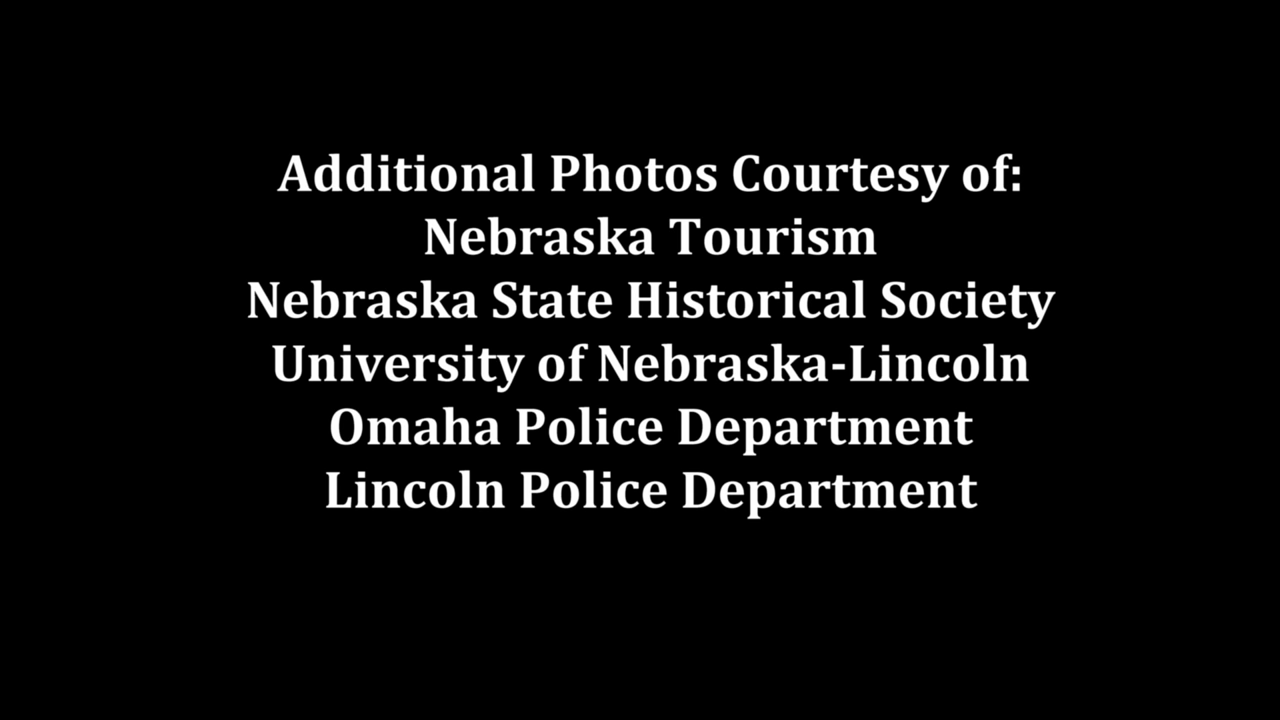 Additional Photos Courtesy of:
Nebraska Tourism
Nebraska State Historical Society
University of Nebraska-Lincoln
Omaha Police Department
Lincoln Police Department